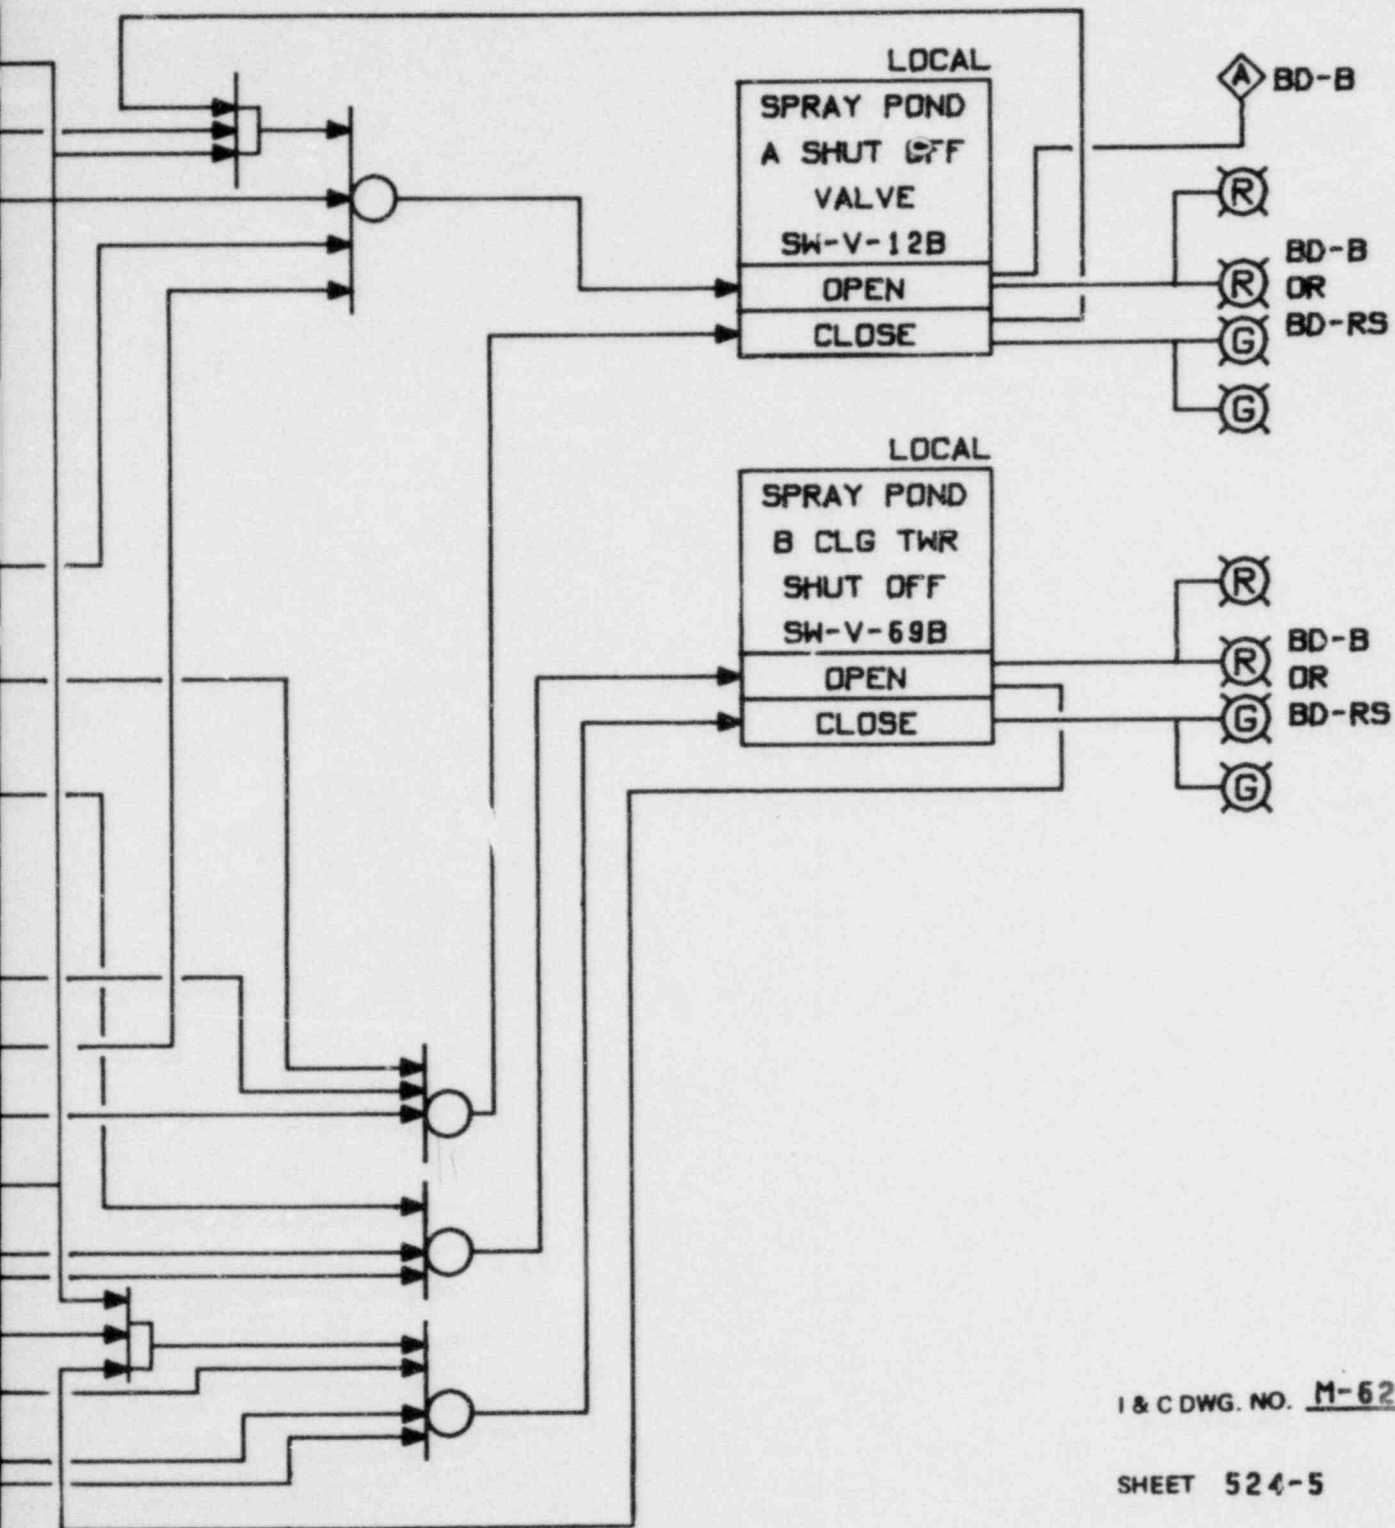 LOCAL
SPRAY POND
A SHUT OFF
VALVE
SW-V-12B
OPEN
CLOSE
A BD-B
R
R
G
G
BD-B
OR
BD-RS
LOCAL
SPRAY POND
B CLG TWR
SHUT OFF
SW-V-69B
OPEN
CLOSE
R
R
G
G
BD-B
OR
BD-RS
I & C DWG. NO. M-62
SHEET 524-5